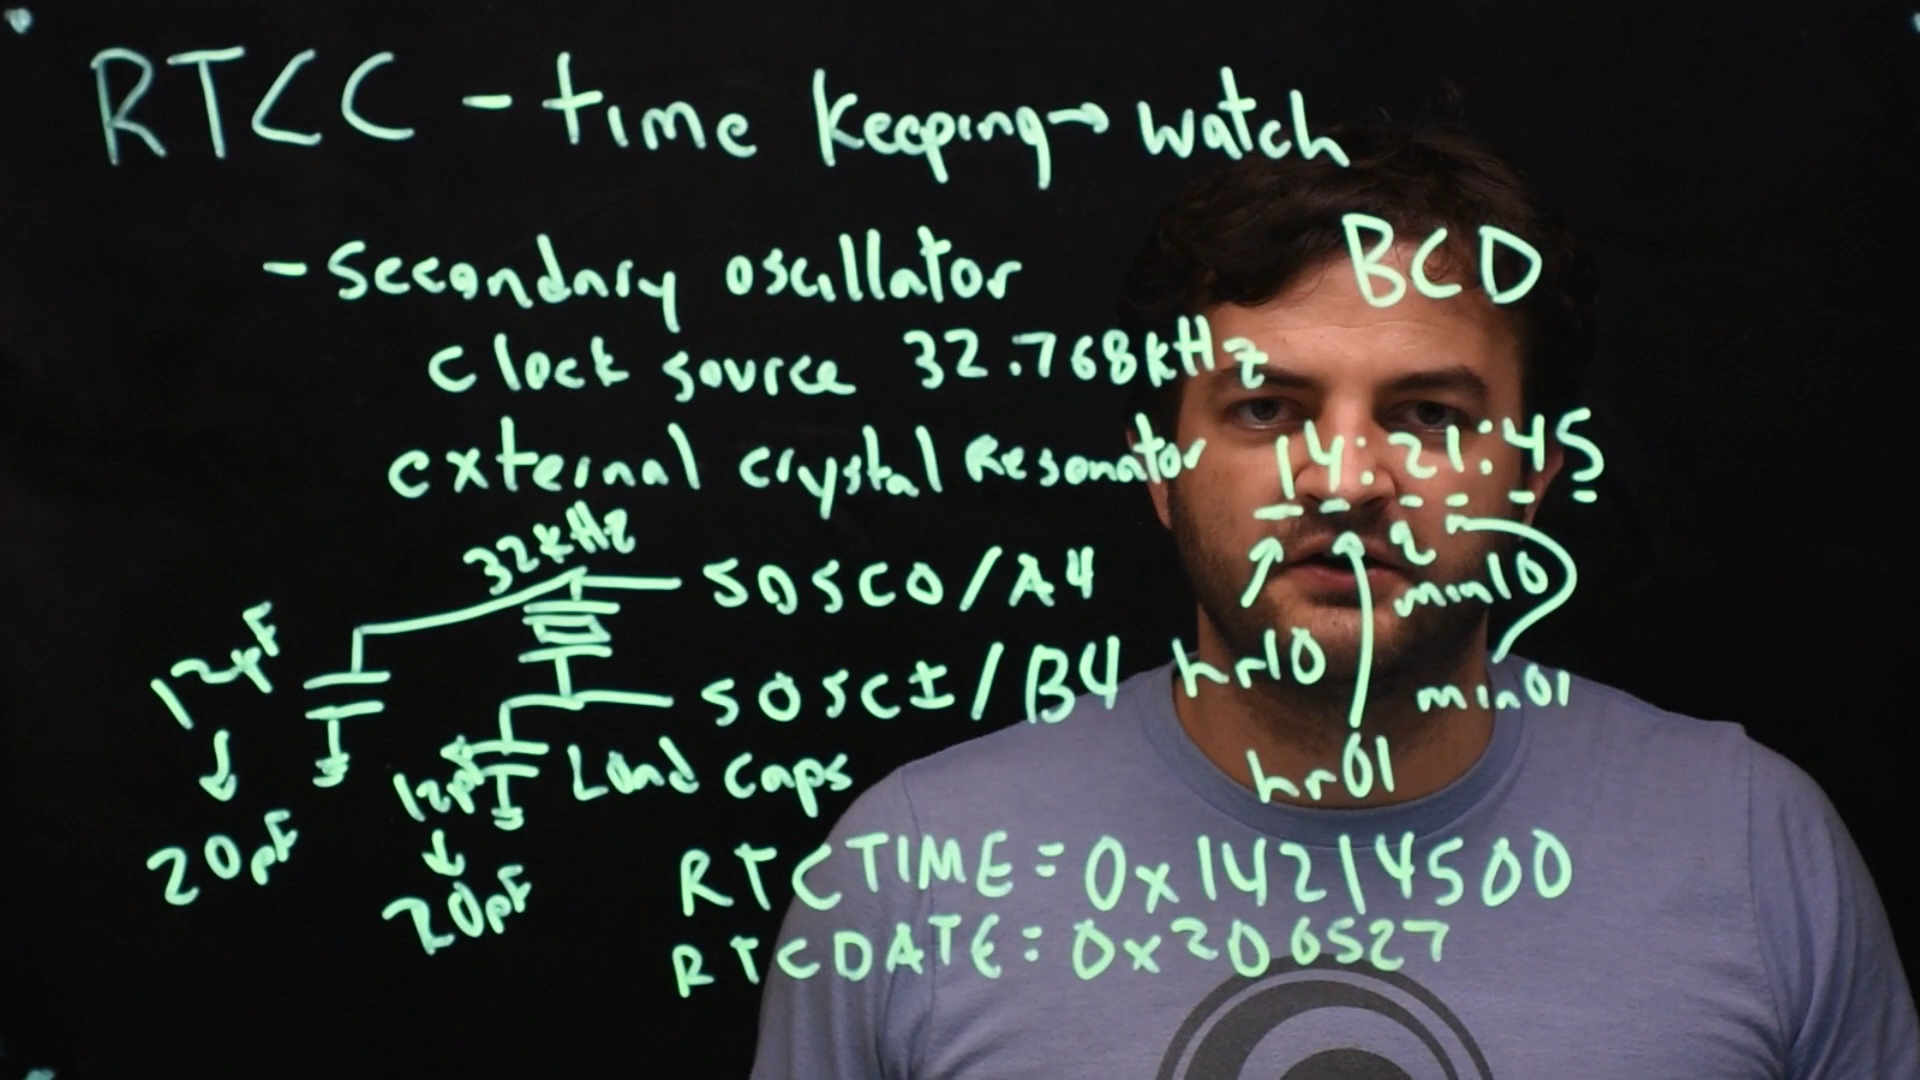 RTCC - time keeping → watch
- Secondary oscillator
BCD
clock source 32.768kHz
external crystal Resonator
14:21:45
32kHz
SOSCO/A4
2
min10
12pF
hr10
SOSCI/B4
min01
12pF
Load caps
hr01
20pF
20pF
RTCTIME = 0x14214500
RTCDATE = 0x206527